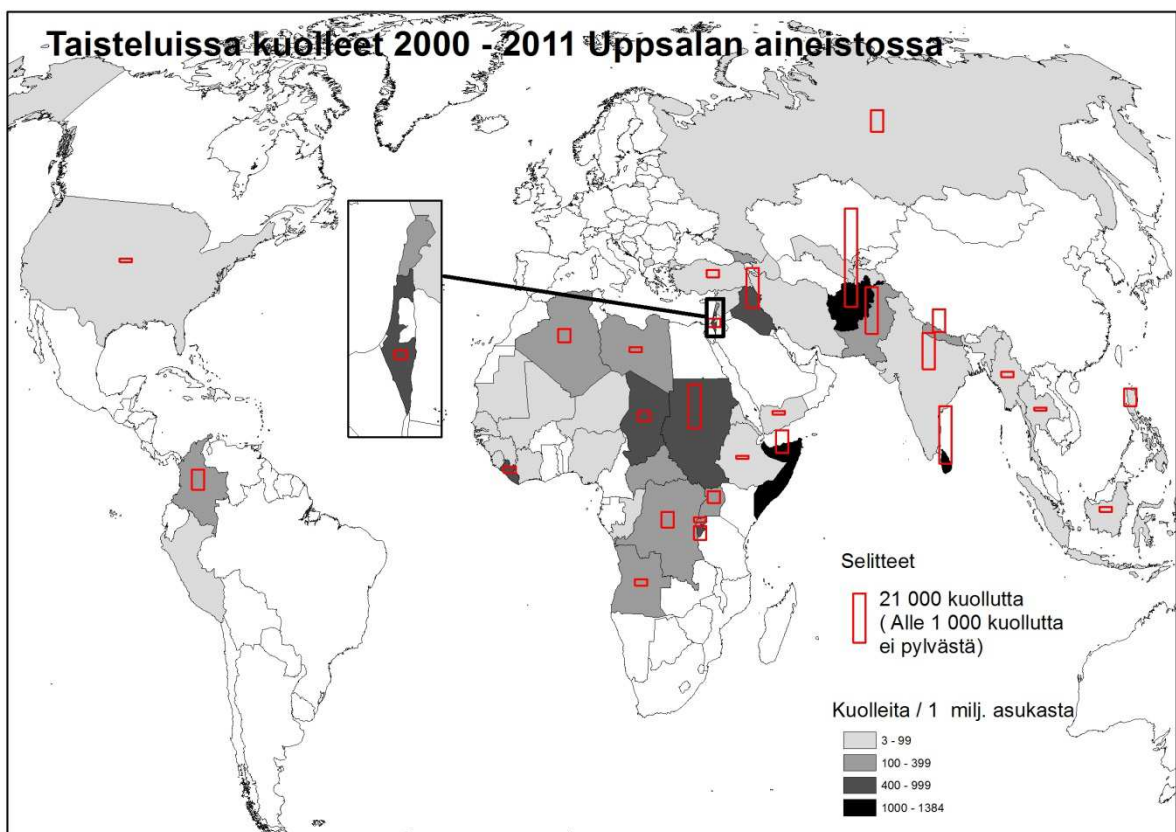 Taisteluissa kuolleet 2000 - 2011 Uppsalan aineistossa
Selitteet
21 000 kuollutta
( Alle 1 000 kuollutta
ei pylvästä)
Kuolleita / 1 milj. asukasta
3 - 99
100 - 399
400 - 999
1000 - 1384